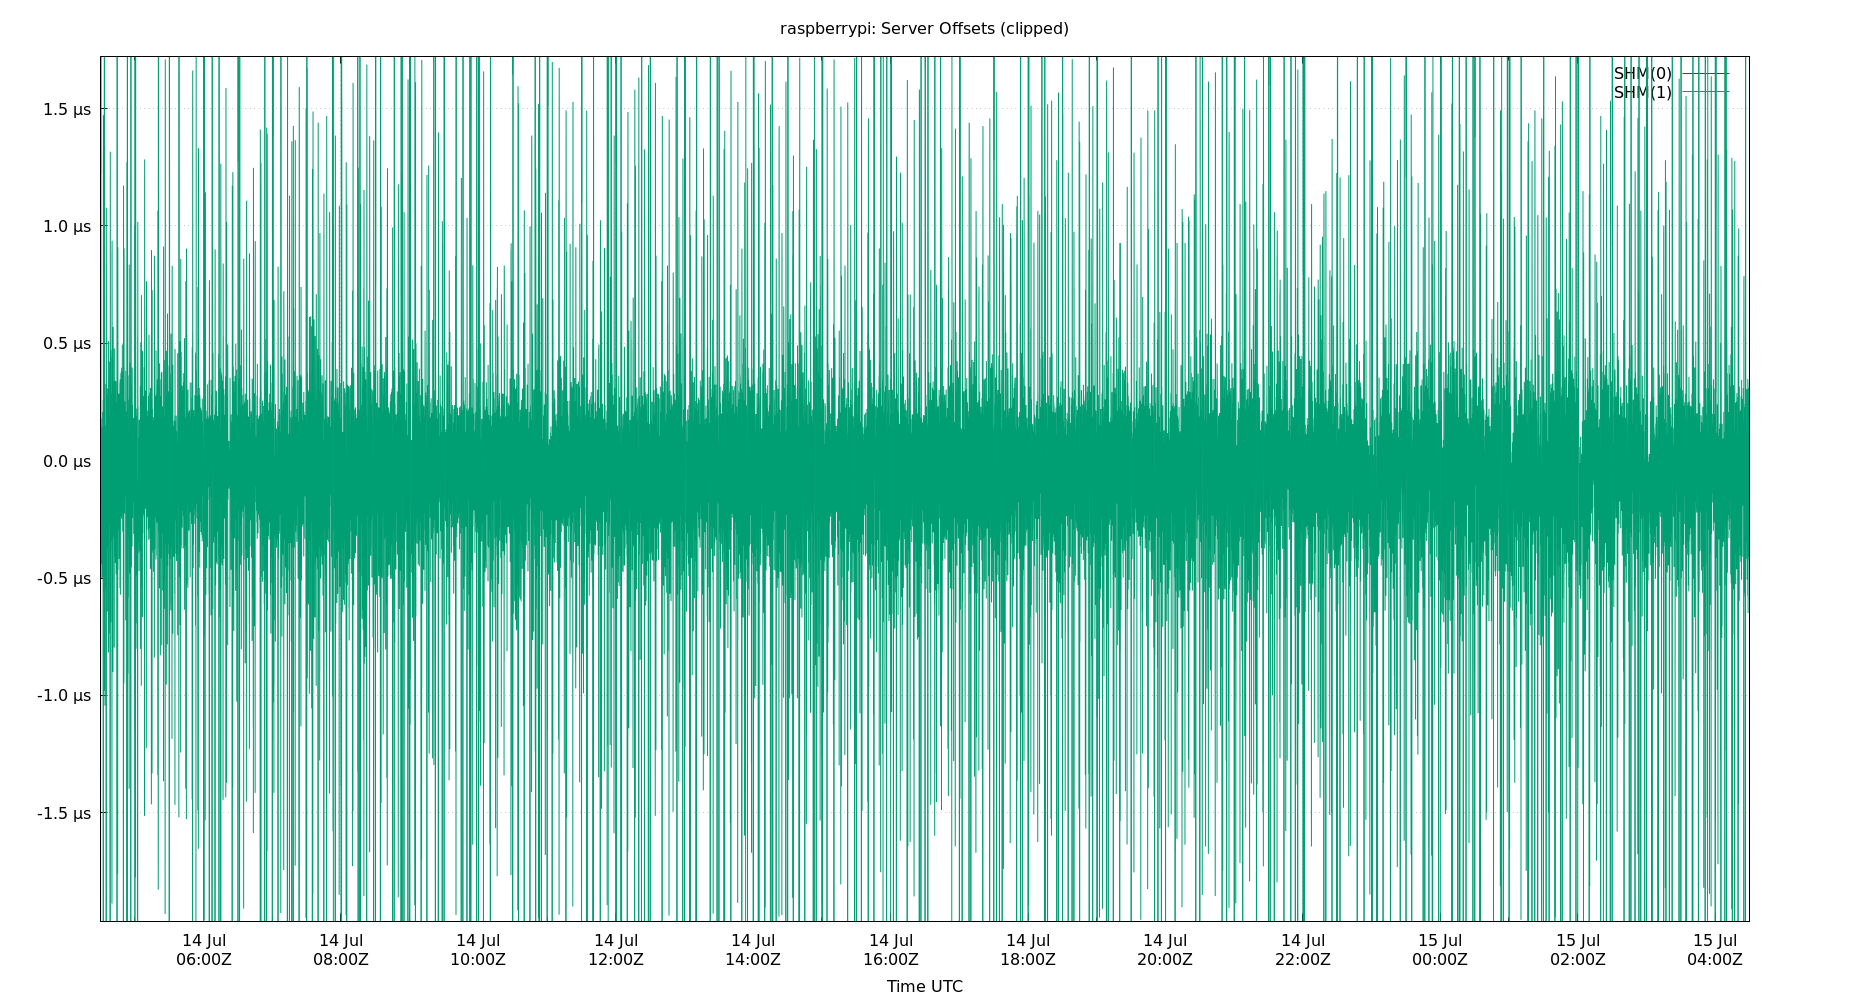 raspberrypi: Server Offsets (clipped)
SHM(0)
SHM(1)
1.5 µs
1.0 µs
0.5 µs
0.0 µs
-0.5 µs
-1.0 µs
-1.5 µs
14 Jul 14 Jul 14 Jul 14 Jul 14 Jul 14 Jul 14 Jul 14 Jul 14 Jul 15 Jul 15 Jul 15 Jul
06:00Z 08:00Z 10:00Z 12:00Z 14:00Z 16:00Z 18:00Z 20:00Z 22:00Z 00:00Z 02:00Z 04:00Z
Time UTC